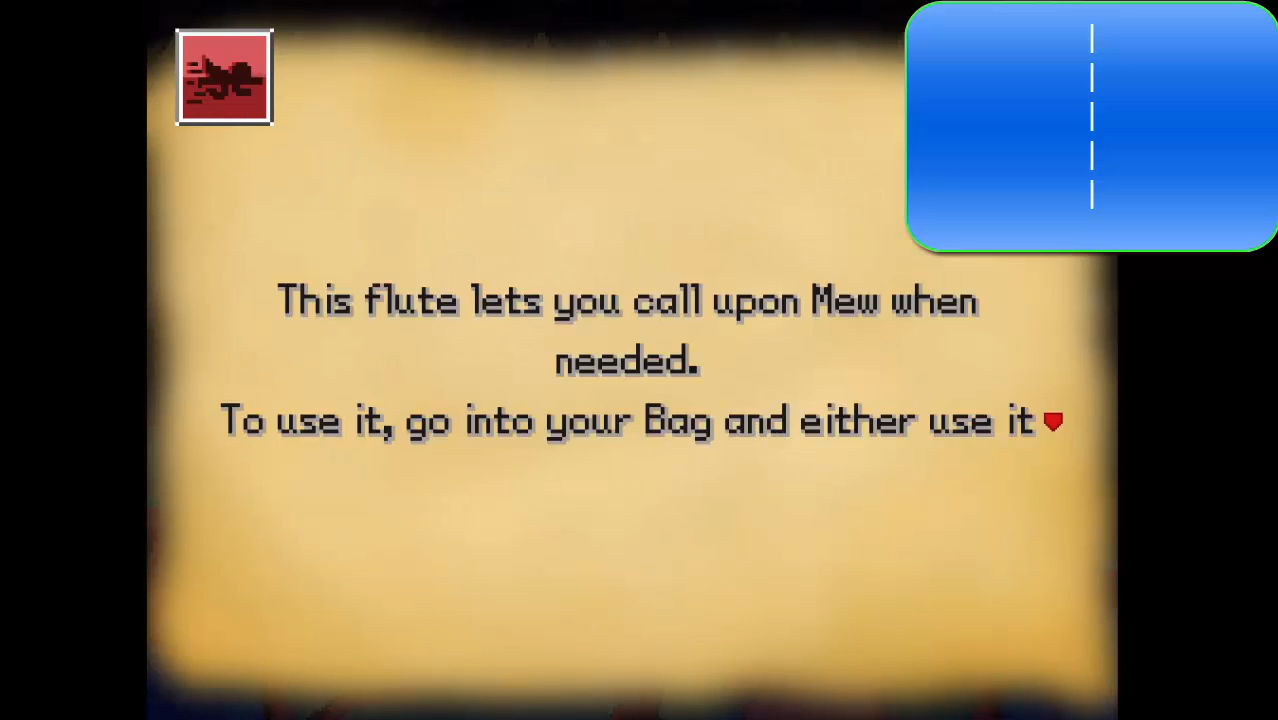 This flute lets you call upon Mew when
needed.
To use it, go into your Bag and either use it